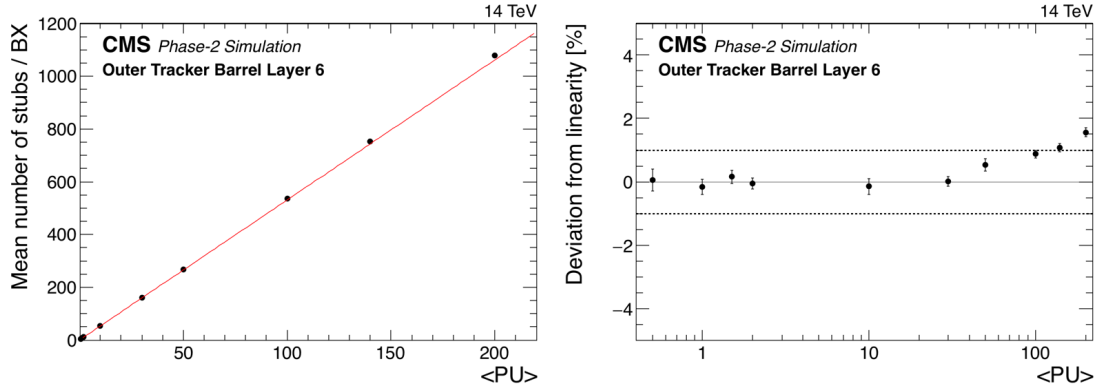 14 TeV
CMS Phase-2 Simulation
Outer Tracker Barrel Layer 6
Mean number of stubs / BX
1200
1000
800
600
400
200
0
50 100 150 200
<PU>
14 TeV
CMS Phase-2 Simulation
Outer Tracker Barrel Layer 6
Deviation from linearity [%]
4
2
0
−2
−4
1 10 100
<PU>